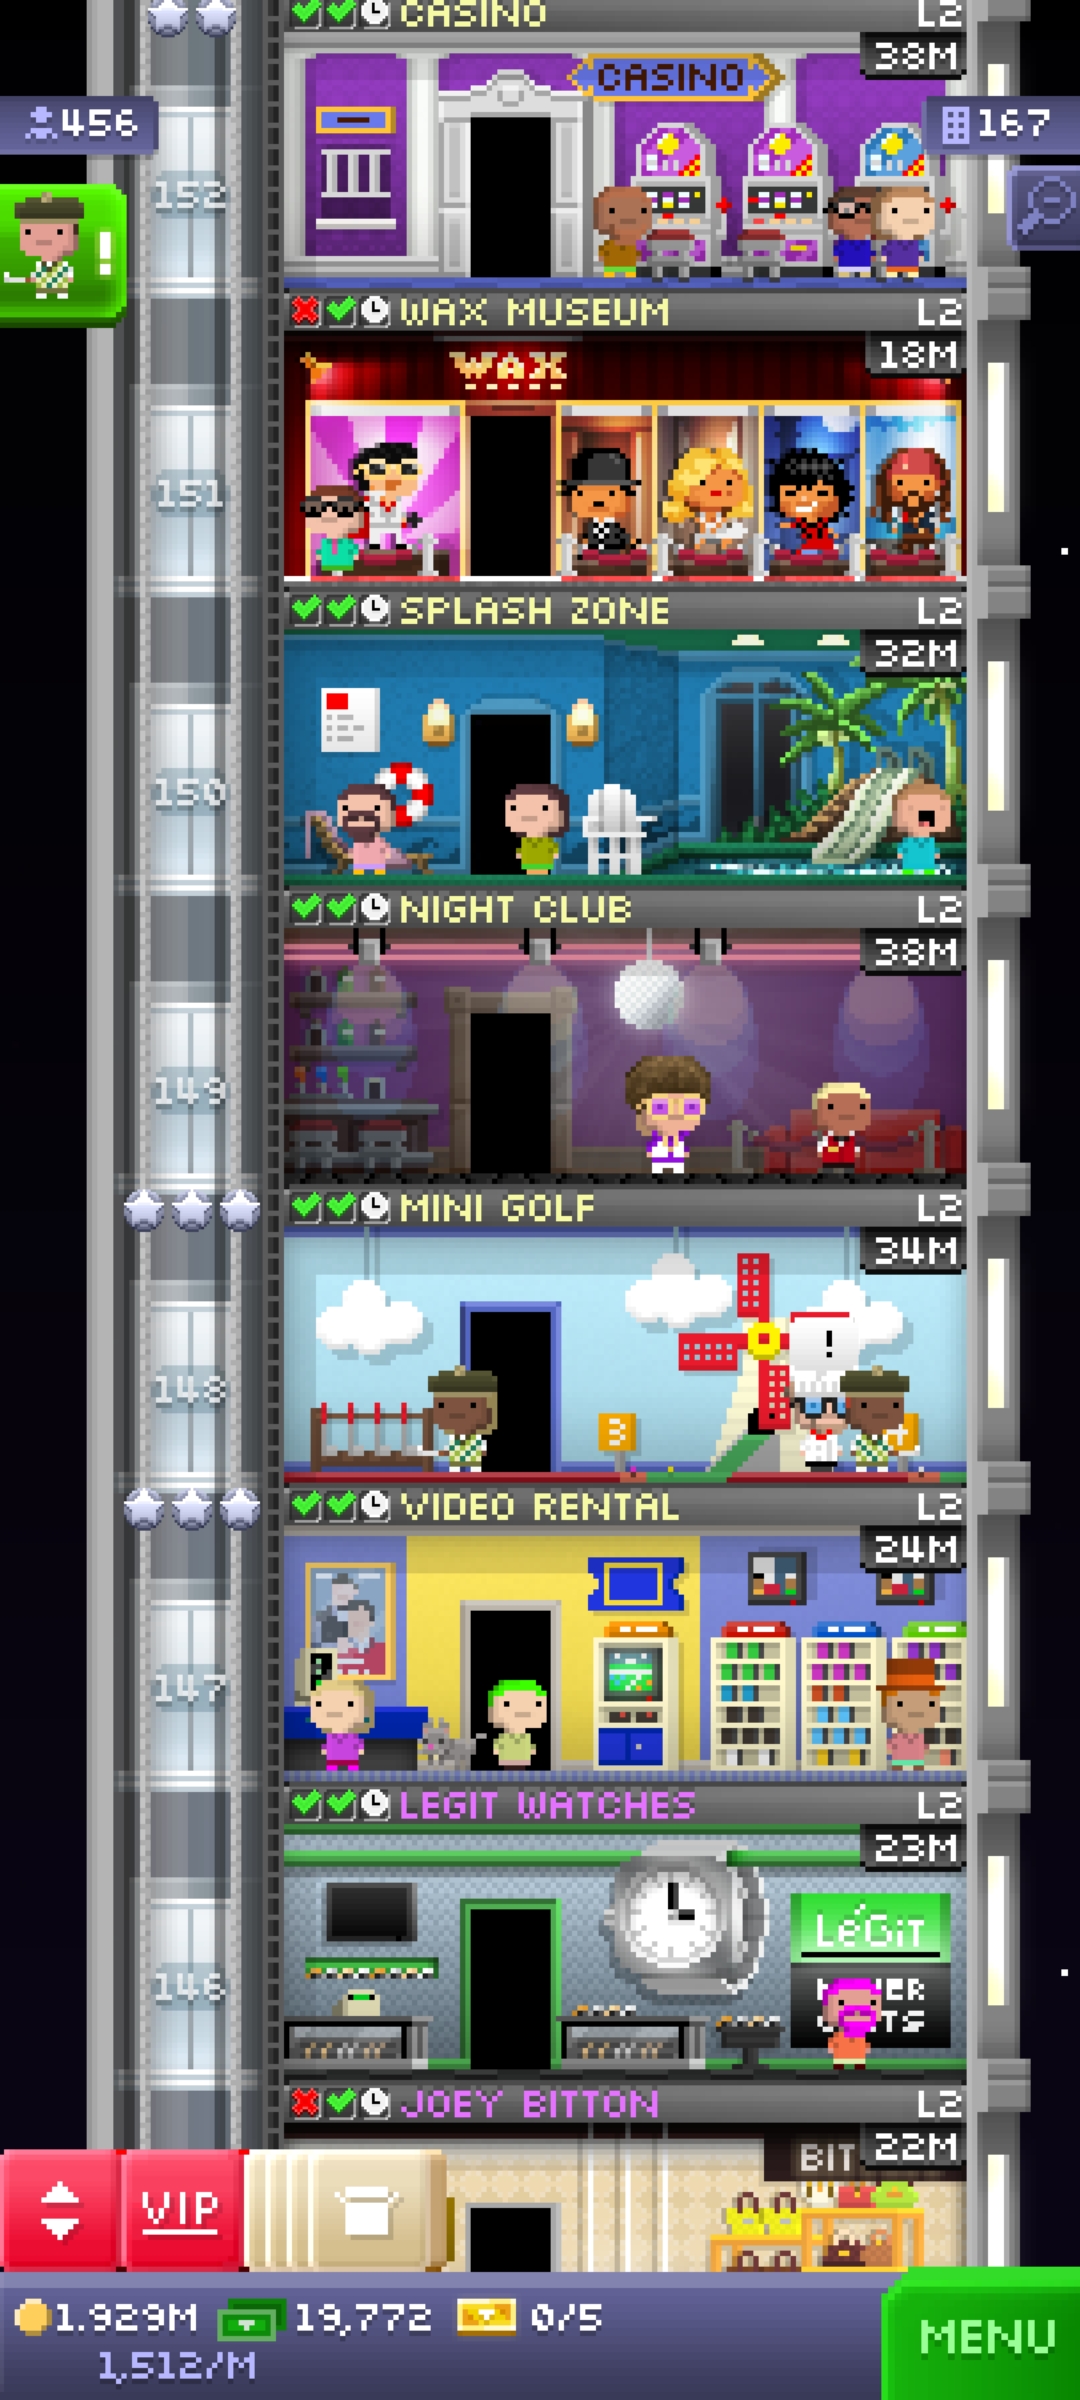 CASINO L2
38M
CASINO
456
167
152
!
WAX MUSEUM L2
18M
WAX
151
SPLASH ZONE L2
32M
150
NIGHT CLUB L2
38M
149
MINI GOLF L2
34M
!
148
3
VIDEO RENTAL L2
24M
147
LEGIT WATCHES L2
23M
LéGiT
146
JOEY BITTON L2
22M
BIT
VIP
1.929M 19,772 0/5
1,512/M
MENU